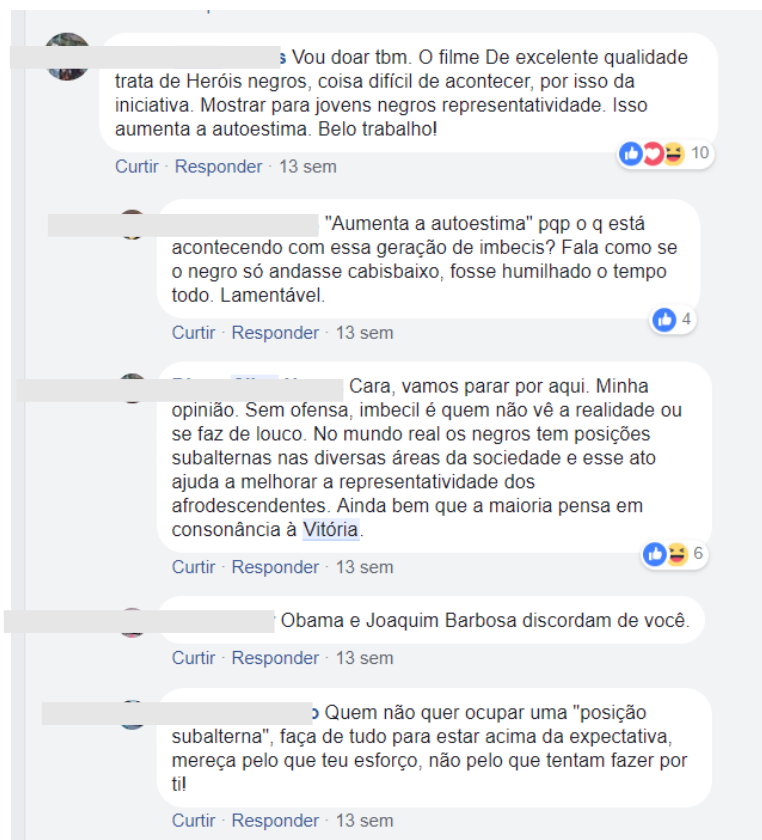 Vou doar tbm. O filme De excelente qualidade
trata de Heróis negros, coisa difícil de acontecer, por isso da
iniciativa. Mostrar para jovens negros representatividade. Isso
aumenta a autoestima. Belo trabalho!
10
Curtir · Responder · 13 sem
"Aumenta a autoestima" pqp o q está
acontecendo com essa geração de imbecis? Fala como se
o negro só andasse cabisbaixo, fosse humilhado o tempo
todo. Lamentável.
4
Curtir · Responder · 13 sem
Cara, vamos parar por aqui. Minha
opinião. Sem ofensa, imbecil é quem não vê a realidade ou
se faz de louco. No mundo real os negros tem posições
subalternas nas diversas áreas da sociedade e esse ato
ajuda a melhorar a representatividade dos
afrodescendentes. Ainda bem que a maioria pensa em
consonância à Vitória.
6
Curtir · Responder · 13 sem
Obama e Joaquim Barbosa discordam de você.
Curtir · Responder · 13 sem
Quem não quer ocupar uma "posição
subalterna", faça de tudo para estar acima da expectativa,
mereça pelo que teu esforço, não pelo que tentam fazer por
ti!
Curtir · Responder · 13 sem